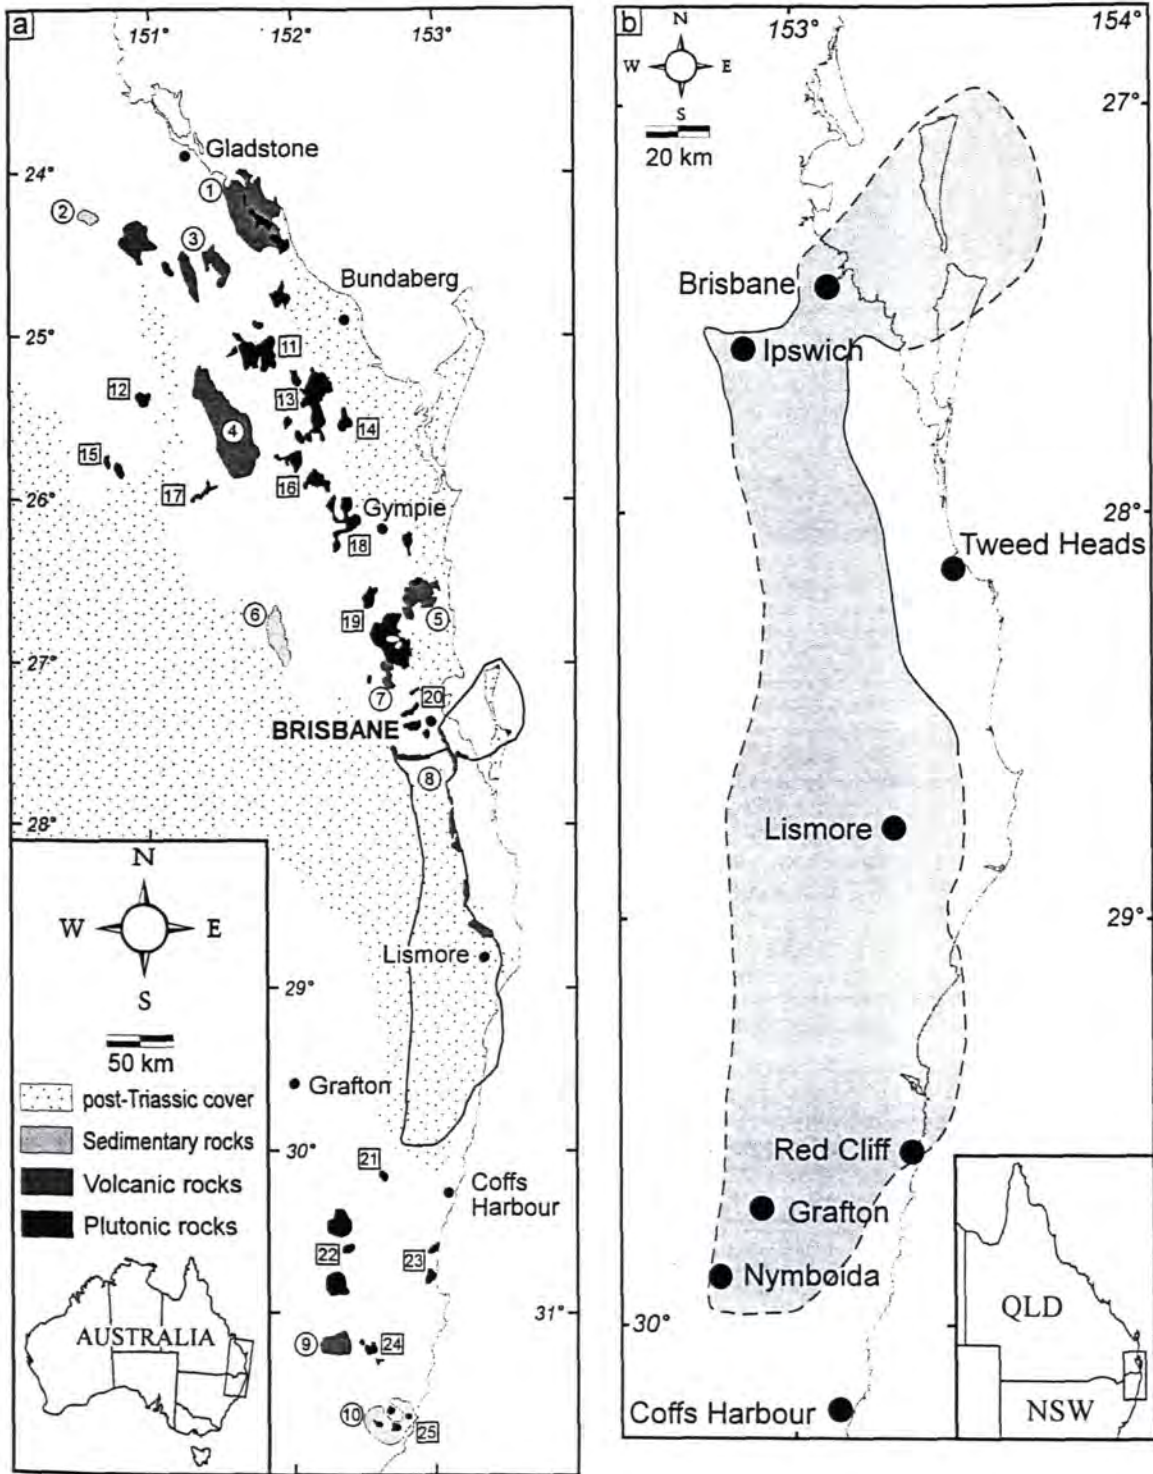 a
151°
152°
153°
24°
Gladstone
1
2
3
Bundaberg
25°
11
12
13
14
4
15
16
17
26°
Gympie
18
6
19
5
27°
7
20
BRISBANE
8
28°
N
W
E
S
50 km
Lismore
29°
Grafton
post-Triassic cover
Sedimentary rocks
Volcanic rocks
Plutonic rocks
30°
21
Coffs
Harbour
22
23
AUSTRALIA
31°
9
24
10
25
b
153°
154°
N
W
E
S
20 km
27°
Brisbane
Ipswich
28°
Tweed Heads
Lismore
29°
Red Cliff
Grafton
Nymboida
30°
Coffs Harbour
QLD
NSW